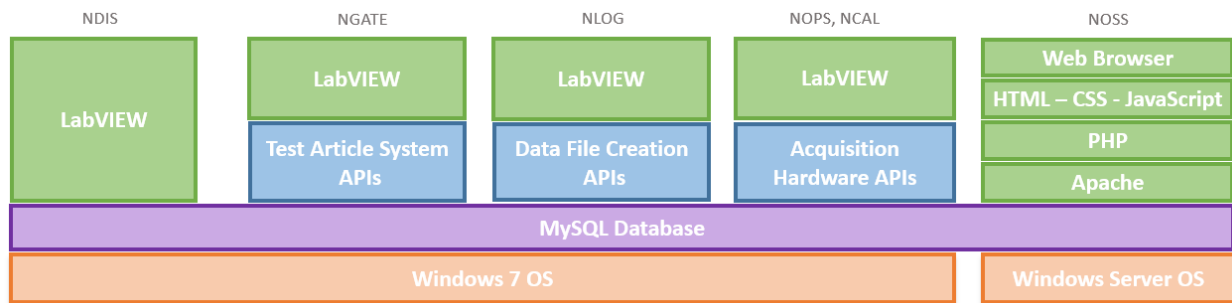 NDIS
NGATE
NLOG
NOPS, NCAL
NOSS
LabVIEW
LabVIEW
Test Article System
APIs
LabVIEW
Data File Creation
APIs
LabVIEW
Acquisition
Hardware APIs
Web Browser
HTML – CSS - JavaScript
PHP
Apache
MySQL Database
Windows 7 OS
Windows Server OS